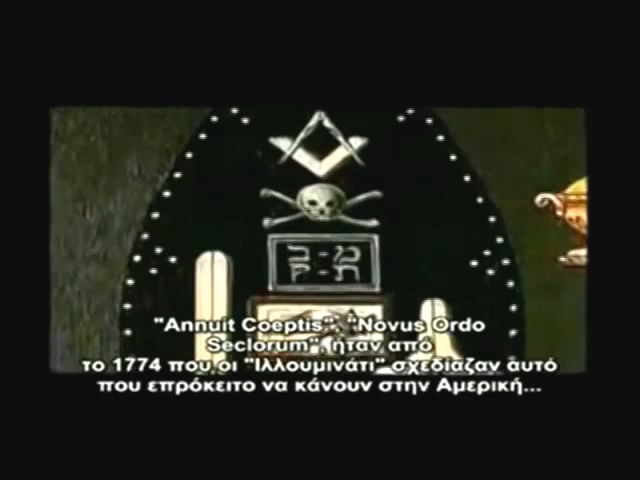 מ-ב
ת-ק
"Annuit Coeptis", "Novus Ordo
Seclorum", ήταν από
το 1774 που οι "Ιλλουμινάτι" σχεδίαζαν αυτό
που επρόκειτο να κάνουν στην Αμερική...